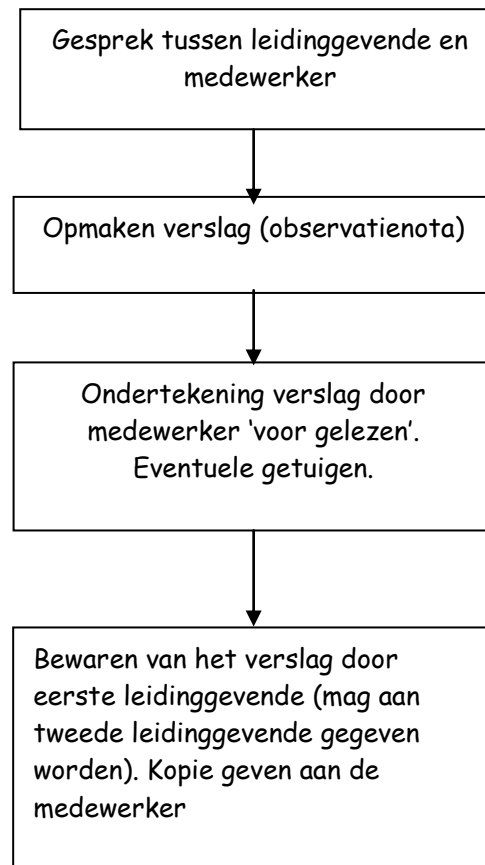 Gesprek tussen leidinggevende en
medewerker
Opmaken verslag (observatienota)
Ondertekening verslag door
medewerker ‘voor gelezen’.
Eventuele getuigen.
Bewaren van het verslag door
eerste leidinggevende (mag aan
tweede leidinggevende gegeven
worden). Kopie geven aan de
medewerker